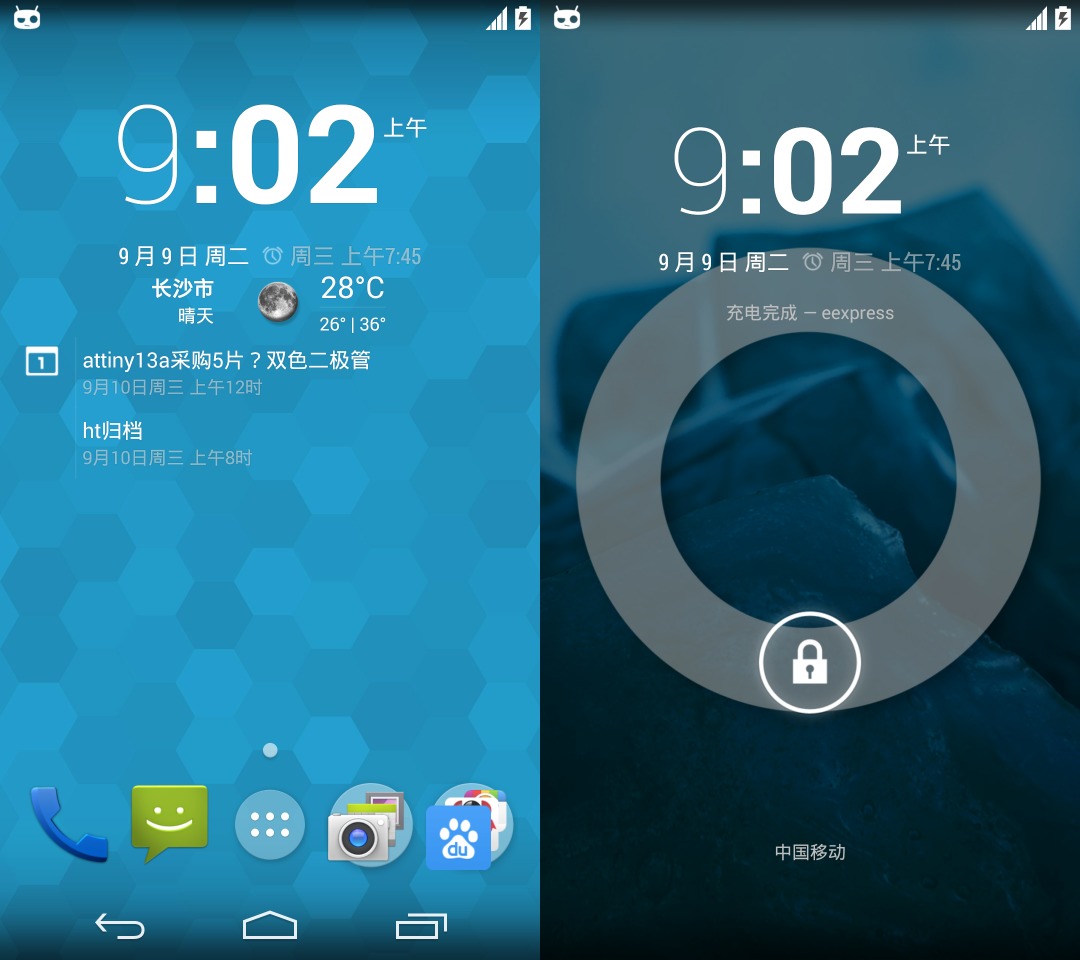 9:02 上午
9月9日 周二 周三 上午7:45
长沙市 28°C
晴天 26° | 36°
1 attiny13a采购5片？双色二极管
9月10日周三 上午12时
ht归档
9月10日周三 上午8时
du
9:02 上午
9月9日 周二 周三 上午7:45
充电完成 — eexpress
中国移动